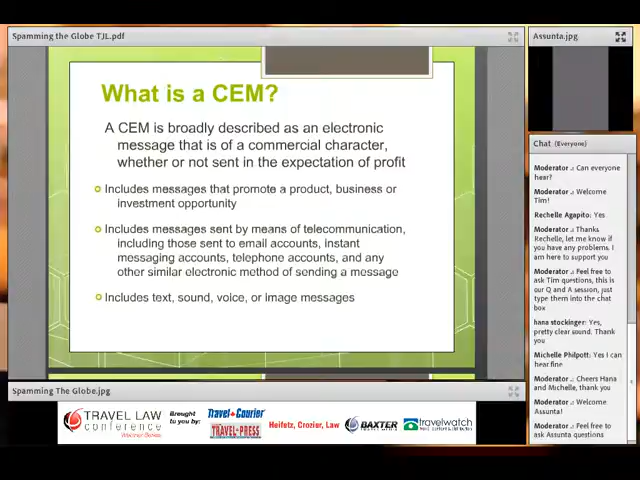 Spamming the Globe TJL.pdf
What is a CEM?
A CEM is broadly described as an electronic
message that is of a commercial character,
whether or not sent in the expectation of profit
Includes messages that promote a product, business or
investment opportunity
Includes messages sent by means of telecommunication,
including those sent to email accounts, instant
messaging accounts, telephone accounts, and any
other similar electronic method of sending a message
Includes text, sound, voice, or image messages
Assunta.jpg
Chat (Everyone)
Moderator .: Can everyone
hear?
Moderator .: Welcome
Tim!
Rechelle Agapito: Yes
Moderator .: Thanks
Rechelle, let me know if
you have any problems. I
am here to support you
Moderator .: Feel free to
ask Tim questions, this is
our Q and A session, just
type them into the chat
box
hana stockinger: Yes,
pretty clear sound. Thank
you
Michelle Philpott: Yes I can
hear fine
Moderator .: Cheers Hana
and Michelle, thank you
Moderator .: Welcome
Assunta!
Moderator .: Feel free to
ask Assunta questions
Spamming The Globe.jpg
TRAVEL LAW
conference
Webinar Series
Brought
to you by:
Travel Courier
TRAVEL PRESS
Heifetz, Crozier, Law
BAXTER
travelwatch